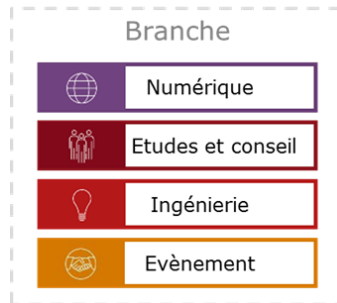 Branche
Numérique
Etudes et conseil
Ingénierie
Evènement